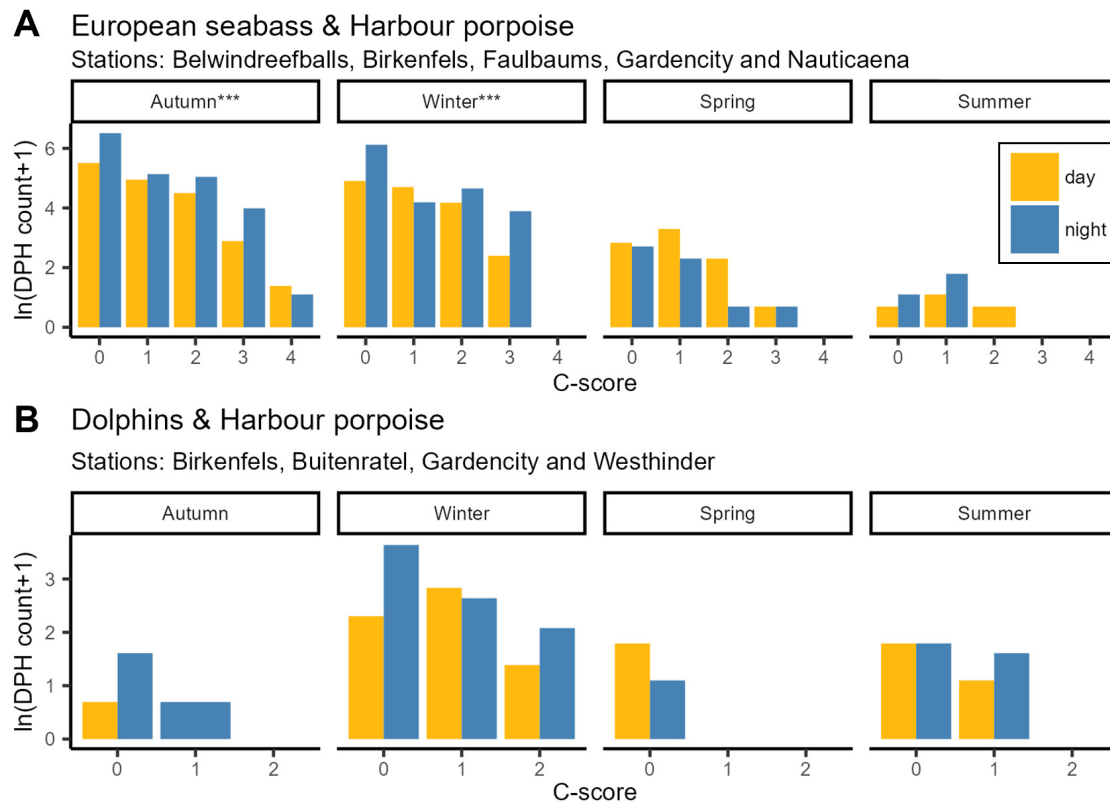 A European seabass & Harbour porpoise
Stations: Belwindreefballs, Birkenfels, Faulbaums, Gardencity and Nauticaena
Autumn*** Winter*** Spring Summer
ln(DPH count+1)
6
4
2
0
day
night
0 1 2 3 4 0 1 2 3 4 0 1 2 3 4 0 1 2 3 4
C-score
B Dolphins & Harbour porpoise
Stations: Birkenfels, Buitenratel, Gardencity and Westhinder
Autumn Winter Spring Summer
ln(DPH count+1)
3
2
1
0
0 1 2 0 1 2 0 1 2 0 1 2
C-score